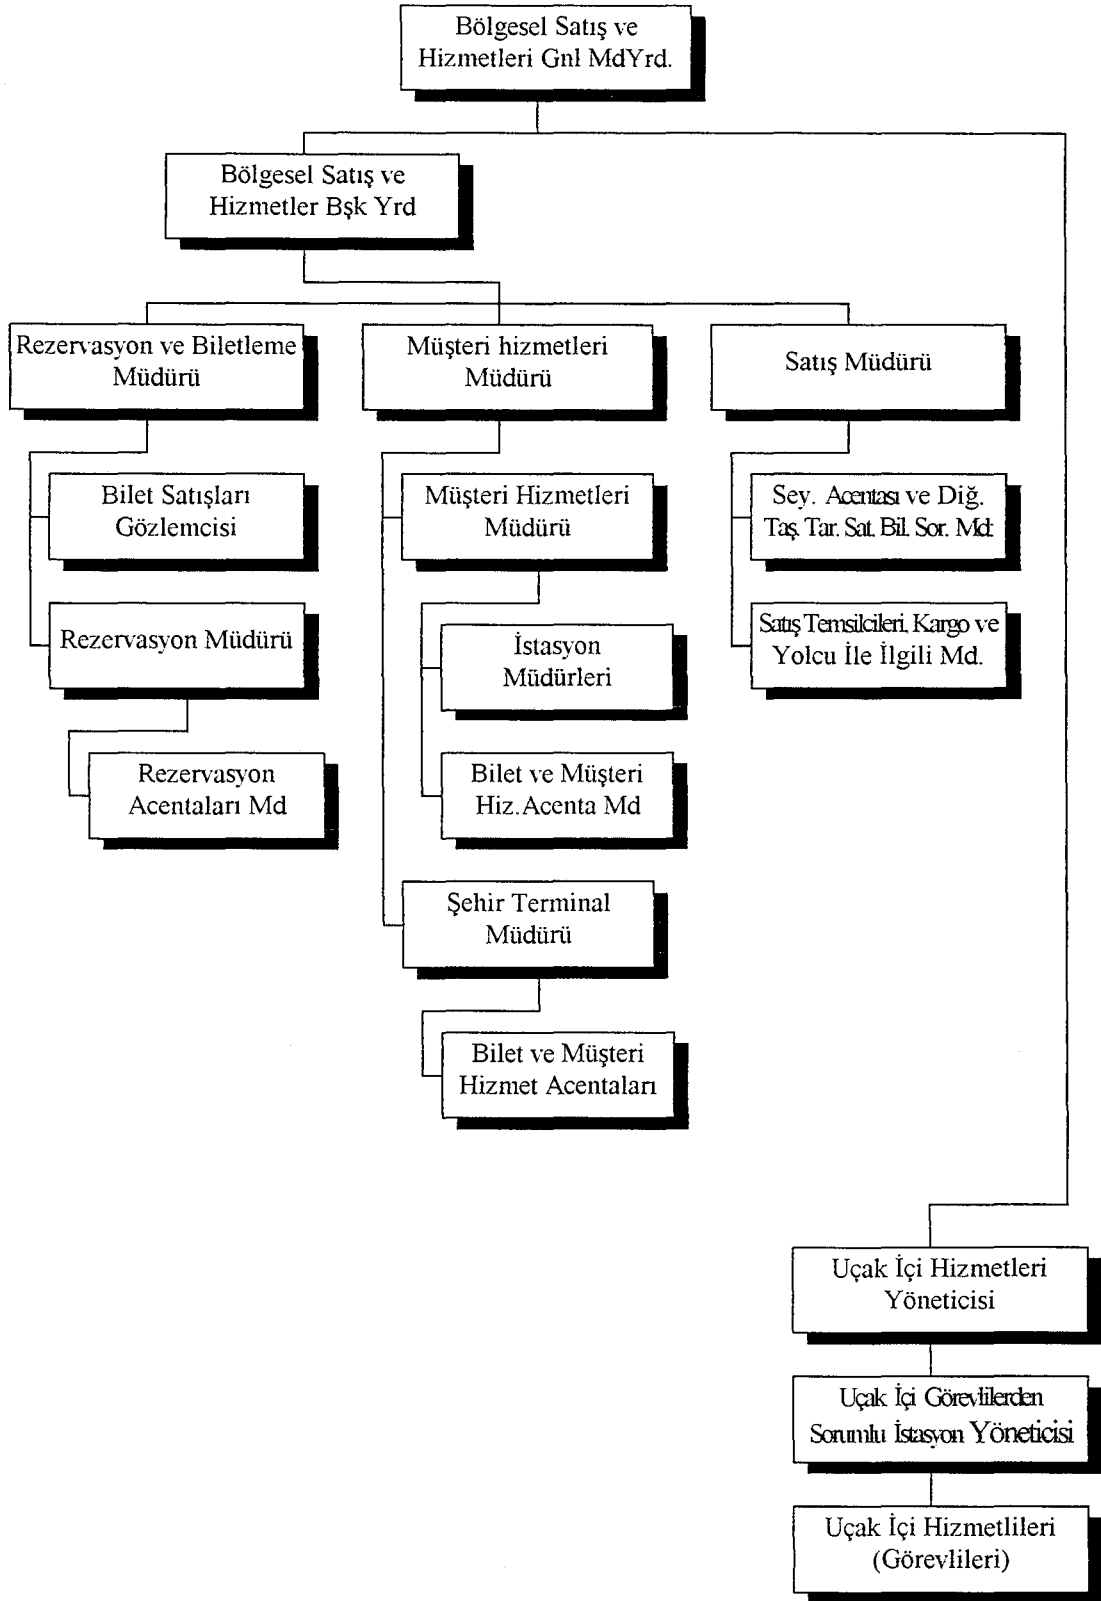 Bölgesel Satış ve
Hizmetleri Gnl MdYrd.
Bölgesel Satış ve
Hizmetler Bşk Yrd
Rezervasyon ve Biletleme
Müdürü
Müşteri hizmetleri
Müdürü
Satış Müdürü
Bilet Satışları
Gözlemcisi
Müşteri Hizmetleri
Müdürü
Sey. Acentası ve Diğ.
Taş. Tar. Sat. Bil. Sor. Md.
Rezervasyon Müdürü
İstasyon
Müdürleri
Satış Temsilcileri, Kargo ve
Yolcu İle İlgili Md.
Rezervasyon
Acentaları Md
Bilet ve Müşteri
Hiz.Acenta Md
Şehir Terminal
Müdürü
Bilet ve Müşteri
Hizmet Acentaları
Uçak İçi Hizmetleri
Yöneticisi
Uçak İçi Görevlilerden
Sorumlu İstasyon Yöneticisi
Uçak İçi Hizmetlileri
(Görevlileri)